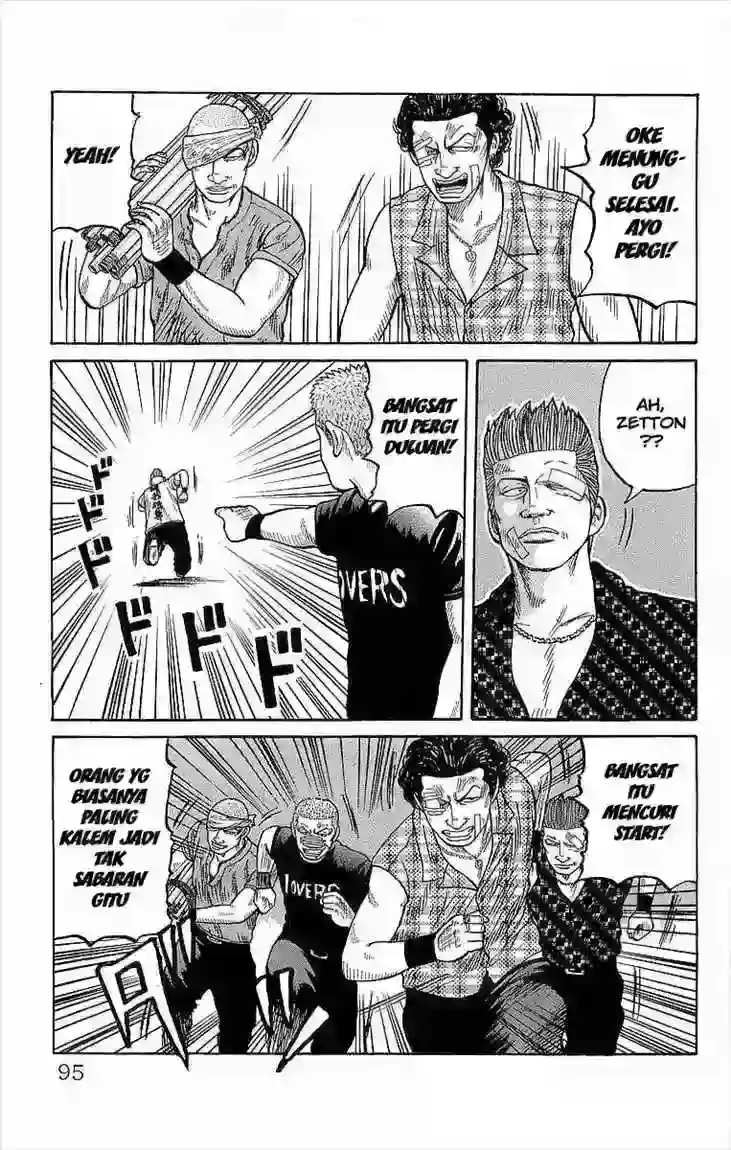 OKE
MENUNG-
GU
SELESAI.
AYO
PERGI!
YEAH!
AH,
ZETTON
??
BANGSAT
ITU PERGI
DULUAN!
ドドド
ドドド
LOVERS
BANGSAT
ITU
MENCURI
START!
ORANG YG
BIASANYA
PALING
KALEM JADI
TAK
SABARAN
GITU
LOVERS
95